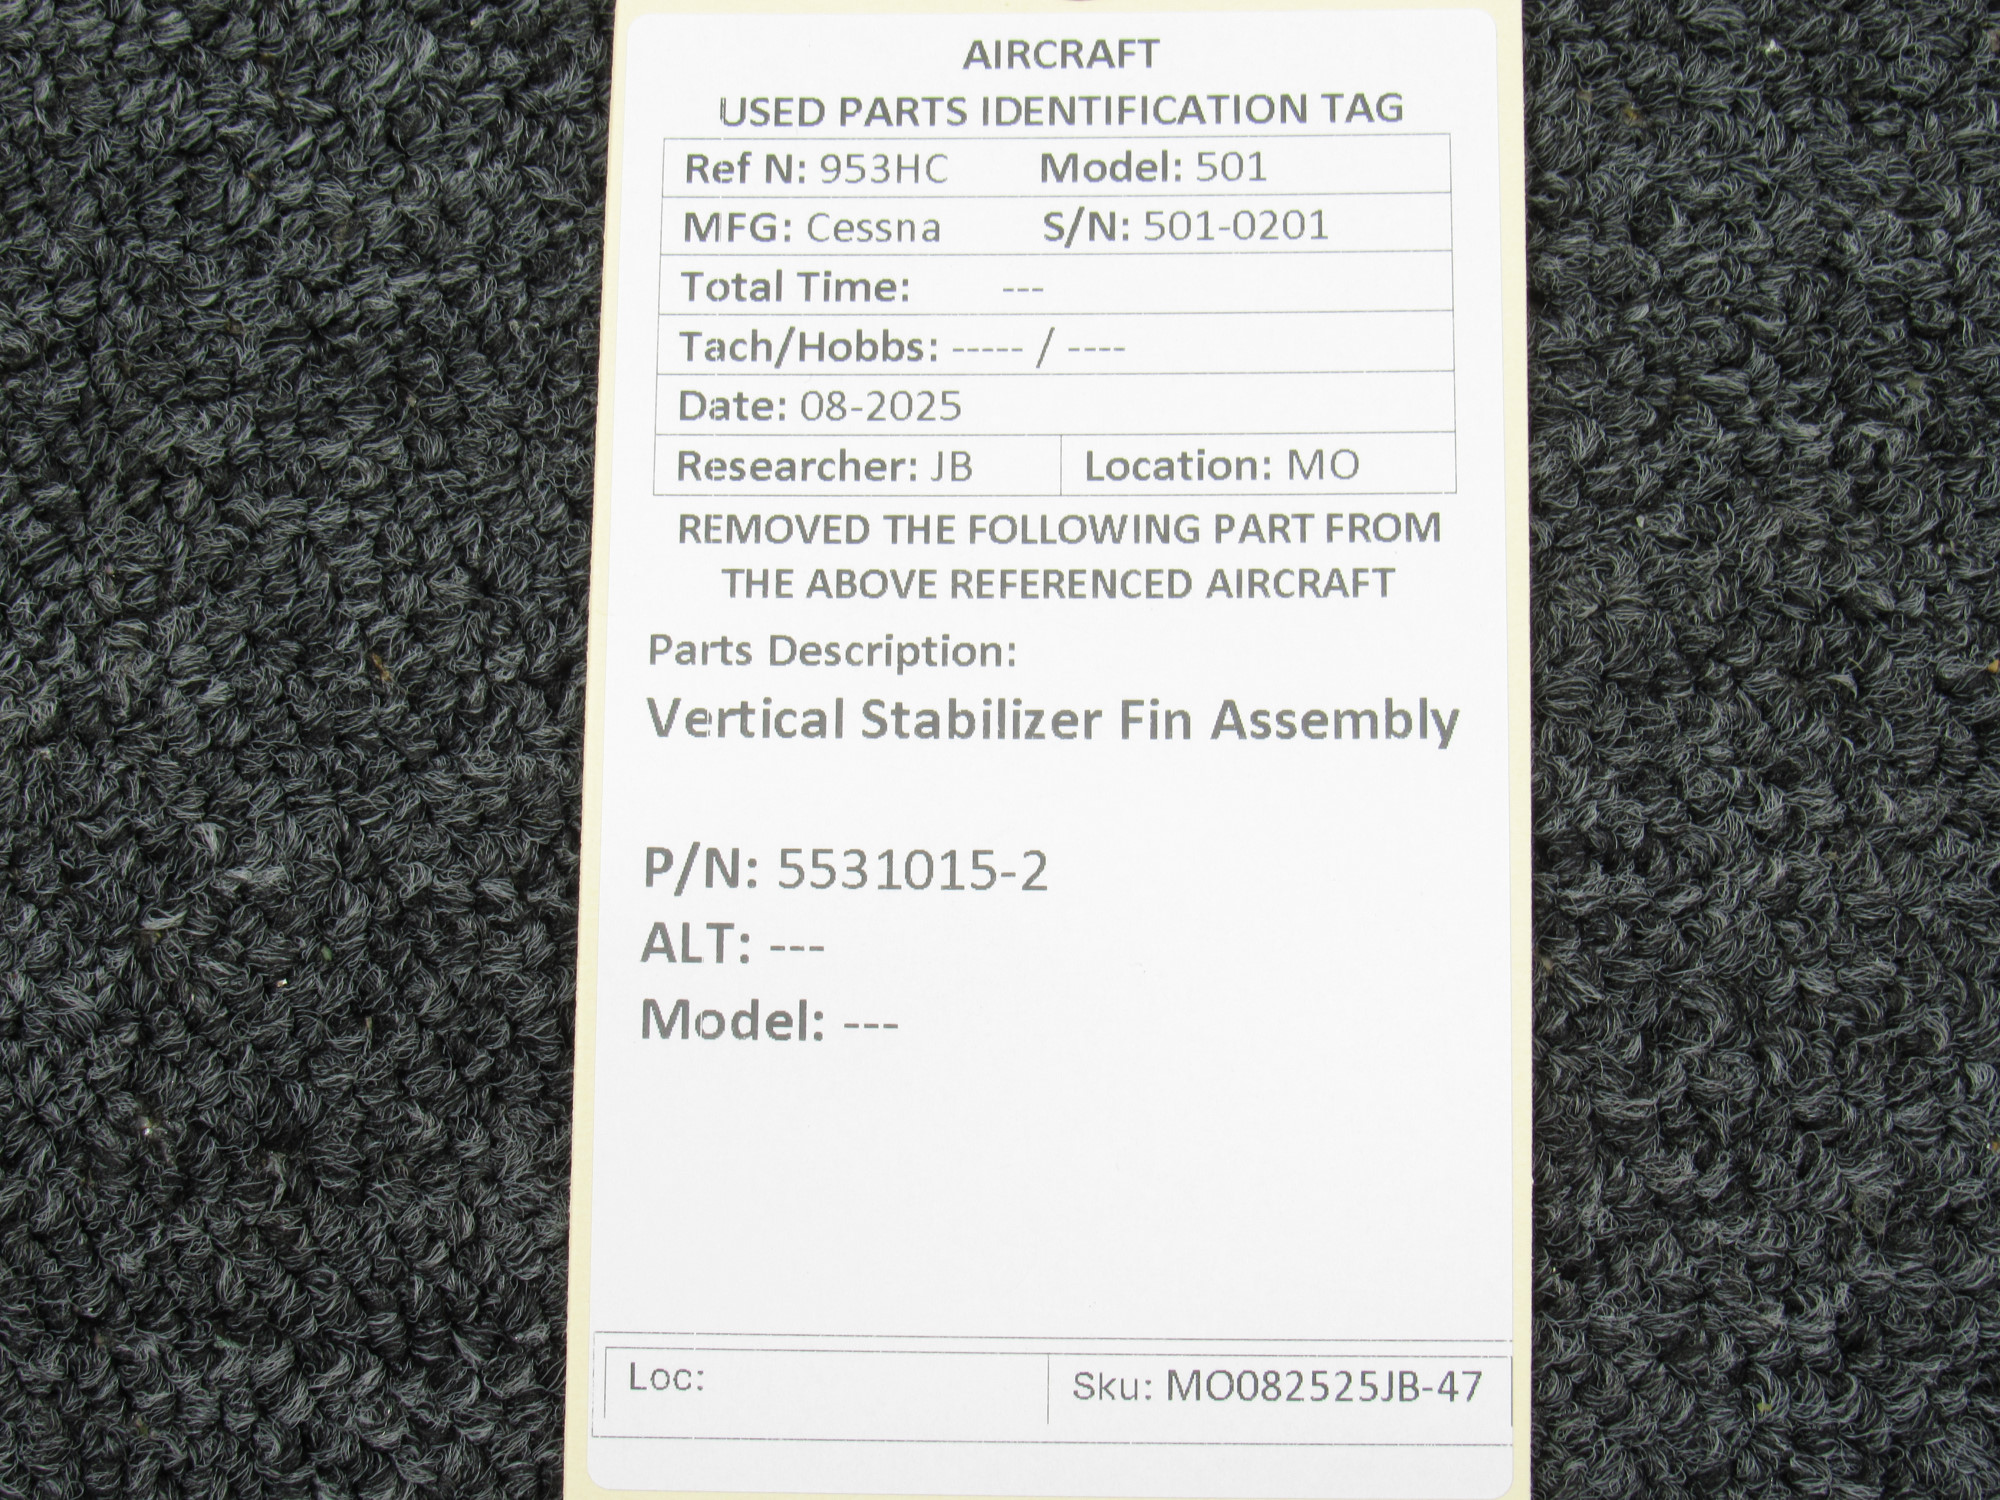 AIRCRAFT
USED PARTS IDENTIFICATION TAG
Ref N: 953HC Model: 501
MFG: Cessna S/N: 501-0201
Total Time: ---
Tach/Hobbs: ----- / ----
Date: 08-2025
Researcher: JB Location: MO
REMOVED THE FOLLOWING PART FROM
THE ABOVE REFERENCED AIRCRAFT
Parts Description:
Vertical Stabilizer Fin Assembly
P/N: 5531015-2
ALT: ---
Model: ---
Loc: Sku: MO082525JB-47